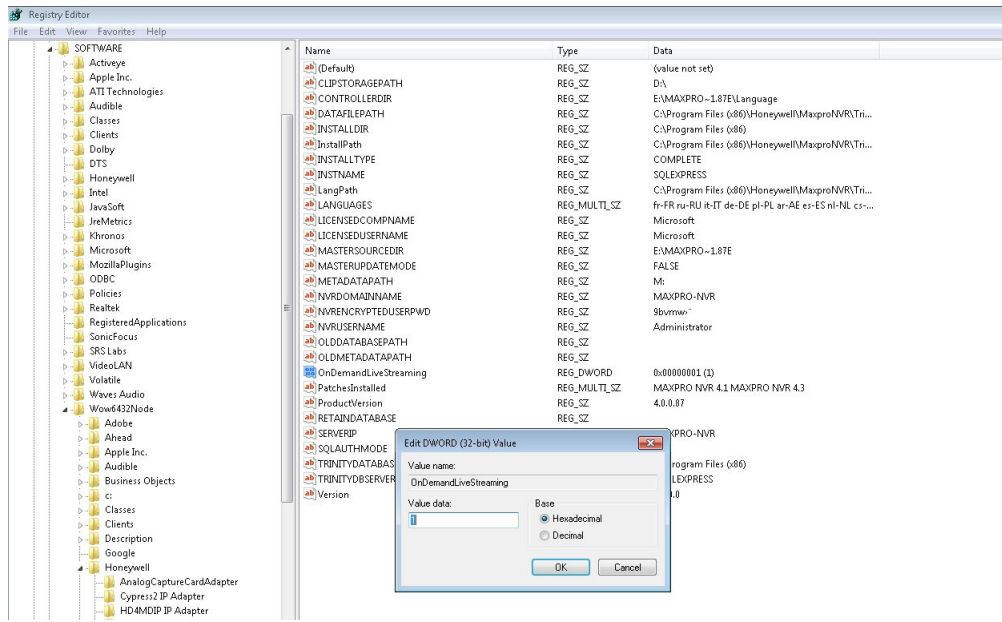 Registry Editor
File Edit View Favorites Help
SOFTWARE
Activeye
Apple Inc.
ATI Technologies
Audible
Classes
Clients
Dolby
DTS
Honeywell
Intel
JavaSoft
JreMetrics
Khronos
Microsoft
MozillaPlugins
ODBC
Policies
Realtek
RegisteredApplications
SonicFocus
SRS Labs
VideoLAN
Volatile
Waves Audio
Wow6432Node
Adobe
Ahead
Apple Inc.
Audible
Business Objects
c:
Classes
Clients
Description
Google
Honeywell
AnalogCaptureCardAdapter
Cypress2 IP Adapter
HD4MDIP IP Adapter
Name Type Data
(Default) REG_SZ (value not set)
CLIPSTORAGEPATH REG_SZ D:\
CONTROLLERDIR REG_SZ E:\MAXPRO~1.87E\Language
DATAFILEPATH REG_SZ C:\Program Files (x86)\Honeywell\MaxproNVR\Tri...
INSTALLDIR REG_SZ C:\Program Files (x86)
InstallPath REG_SZ C:\Program Files (x86)\Honeywell\MaxproNVR\Tri...
INSTALLTYPE REG_SZ COMPLETE
INSTNAME REG_SZ SQLEXPRESS
LangPath REG_SZ C:\Program Files (x86)\Honeywell\MaxproNVR\Tri...
LANGUAGES REG_MULTI_SZ fr-FR ru-RU it-IT de-DE pl-PL ar-AE es-ES nl-NL cs-...
LICENSEDCOMPNAME REG_SZ Microsoft
LICENSEDUSERNAME REG_SZ Microsoft
MASTERSOURCEDIR REG_SZ E:\MAXPRO~1.87E
MASTERUPDATEMODE REG_SZ FALSE
METADATAPATH REG_SZ M:
NVRDOMAINNAME REG_SZ MAXPRO-NVR
NVRENCRYPTEDUSERPWD REG_SZ
NVRUSERNAME REG_SZ Administrator
OLDDATABASEPATH REG_SZ
OLDMETADATAPATH REG_SZ
OnDemandLiveStreaming REG_DWORD 0x00000001 (1)
PatchesInstalled REG_MULTI_SZ MAXPRO NVR 4.1 MAXPRO NVR 4.3
ProductVersion REG_SZ 4.0.0.87
RETAINDATABASE REG_SZ
SERVERIP XPRO-NVR
SQLAUTHMODE
TRINITYDATABAS rogram Files (x86)
TRINITYDBSERVER LEXPRESS
Version .0
Edit DWORD (32-bit) Value
Value name:
OnDemandLiveStreaming
Value data: Base
1 Hexadecimal
Decimal
OK Cancel